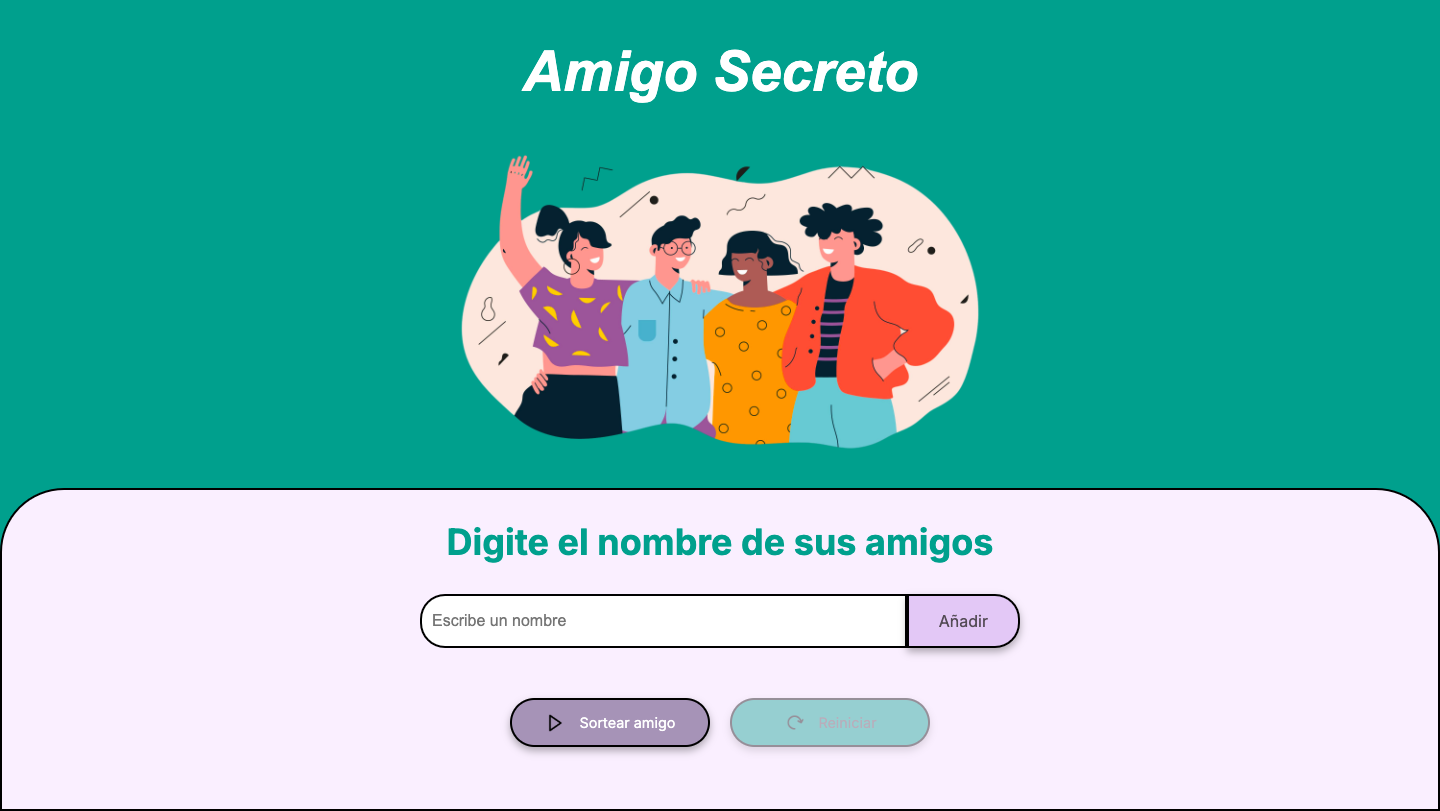 Amigo Secreto
Digite el nombre de sus amigos
Escribe un nombre
Añadir
Sortear amigo
Reiniciar